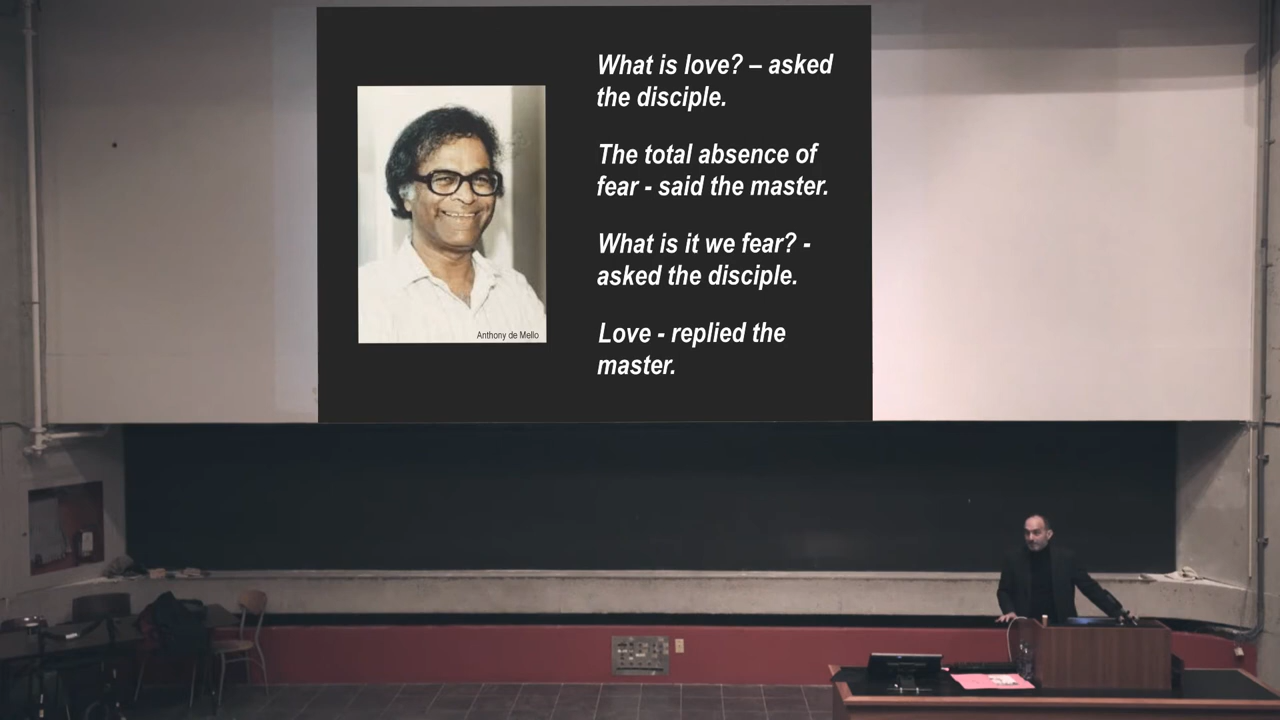 What is love? – asked
the disciple.
The total absence of
fear - said the master.
What is it we fear? -
asked the disciple.
Love - replied the
master.
Anthony de Mello